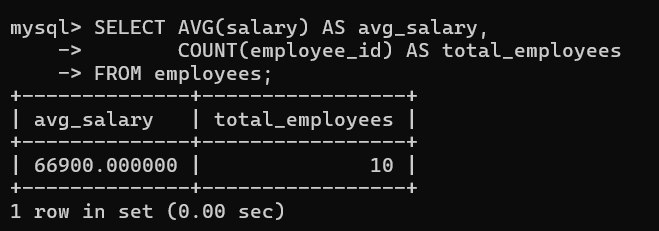 mysql> SELECT AVG(salary) AS avg_salary,
    ->        COUNT(employee_id) AS total_employees
    -> FROM employees;
+--------------+-----------------+
| avg_salary   | total_employees |
+--------------+-----------------+
| 66900.000000 |              10 |
+--------------+-----------------+
1 row in set (0.00 sec)